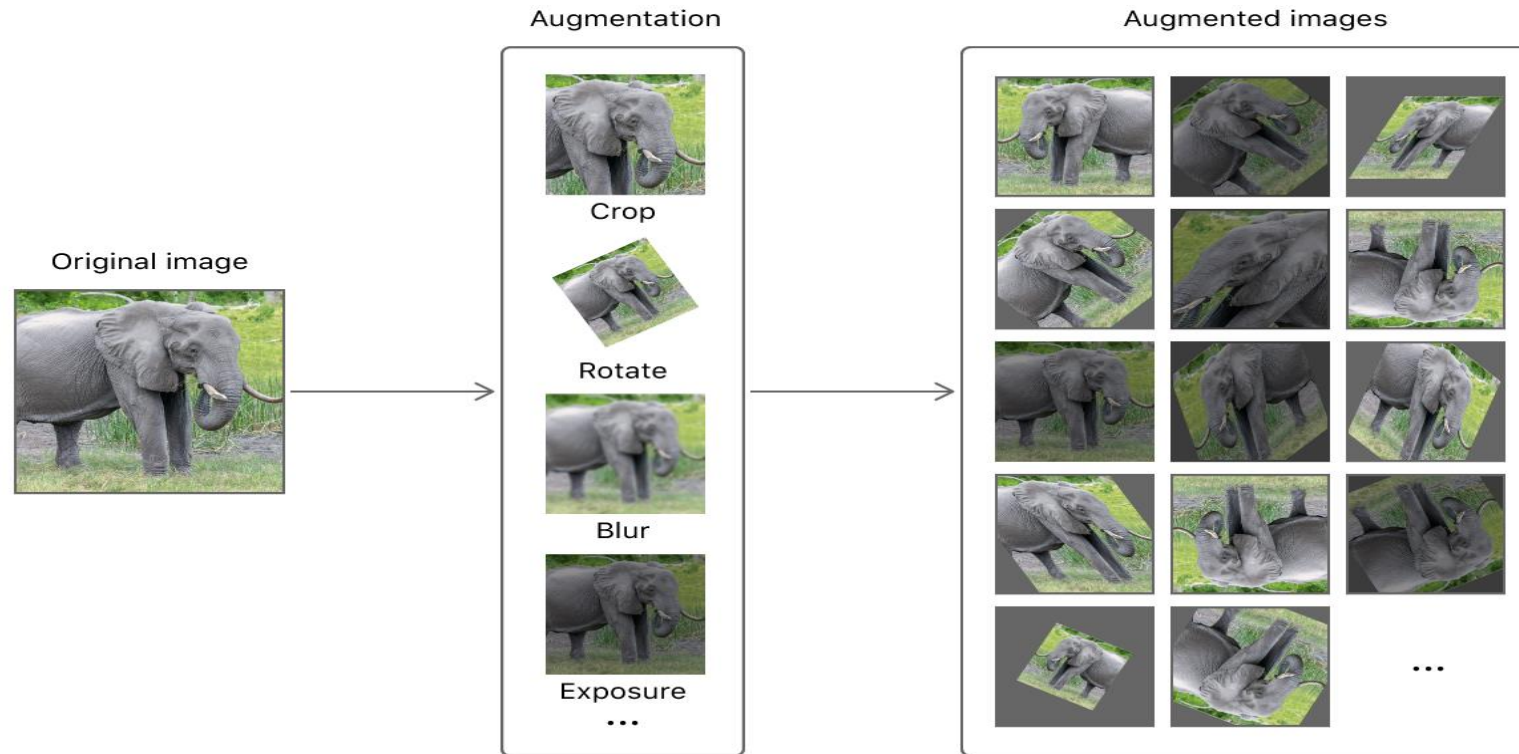 Augmentation
Augmented images
Original image
Crop
Rotate
Blur
Exposure
...
...